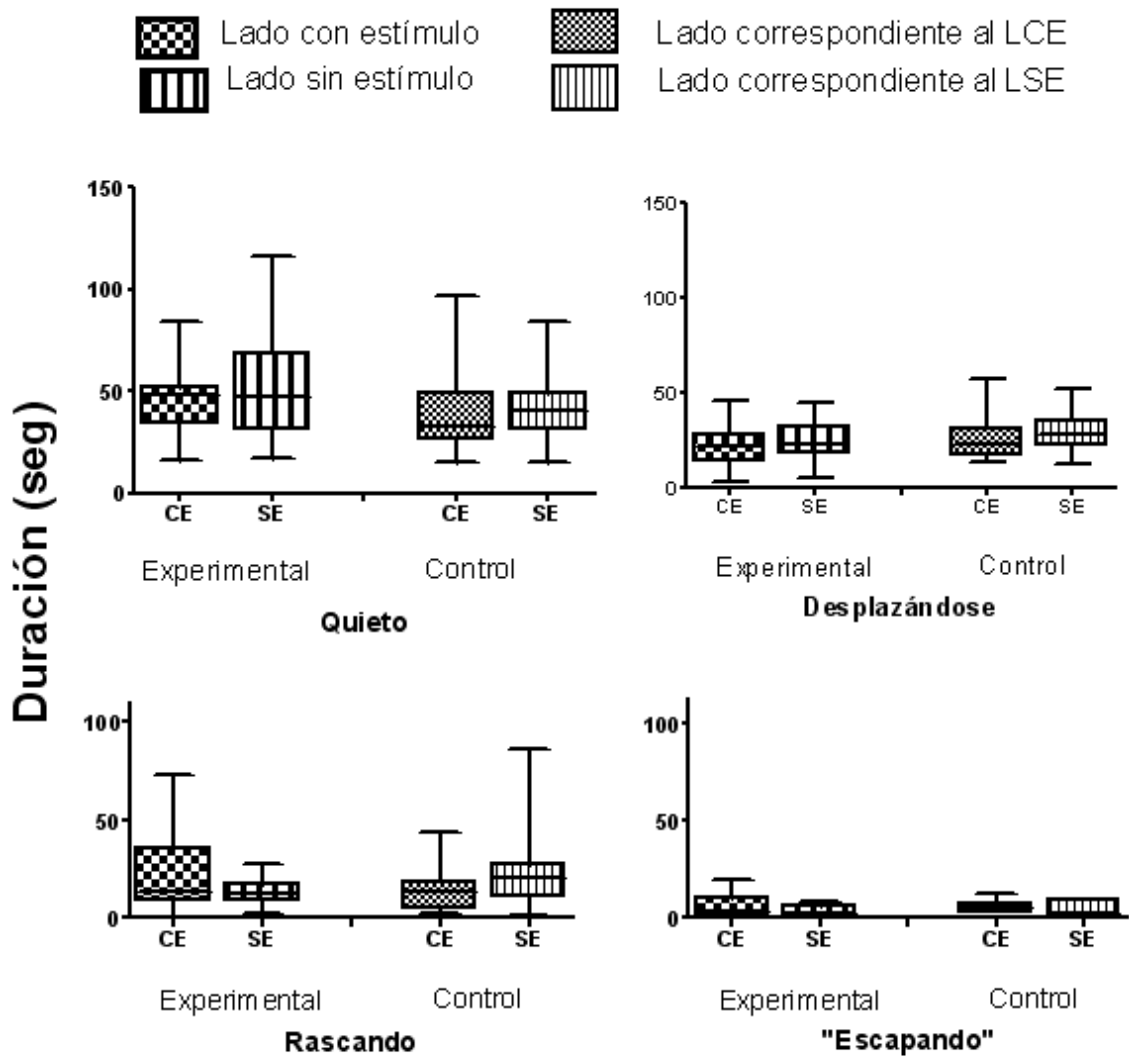 Lado con estímulo
Lado correspondiente al LCE
Lado sin estímulo
Lado correspondiente al LSE
Duración (seg)
150
100
50
0
CE SE CE SE
Experimental Control
Quieto
150
100
50
0
CE SE CE SE
Experimental Control
Desplazándose
100
50
0
CE SE CE SE
Experimental Control
Rascando
100
50
0
CE SE CE SE
Experimental Control
"Escapando"